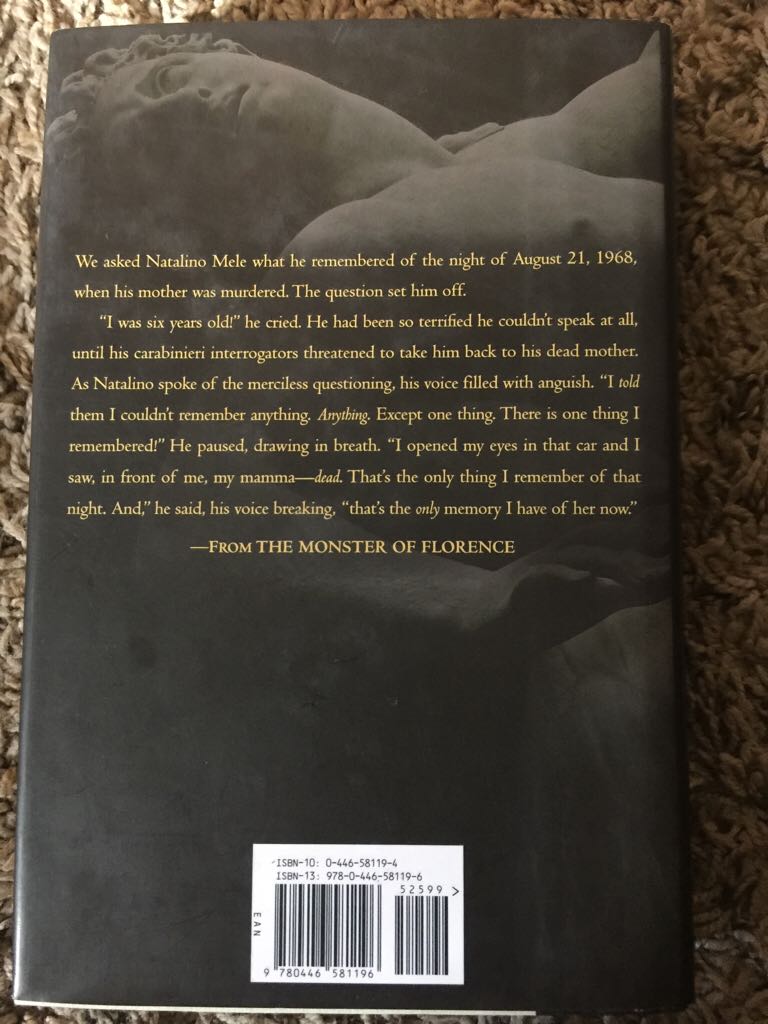 We asked Natalino Mele what he remembered of the night of August 21, 1968,
when his mother was murdered. The question set him off.
“I was six years old!” he cried. He had been so terrified he couldn’t speak at all,
until his carabinieri interrogators threatened to take him back to his dead mother.
As Natalino spoke of the merciless questioning, his voice filled with anguish. “I told
them I couldn’t remember anything. Anything. Except one thing. There is one thing I
remembered!” He paused, drawing in breath. “I opened my eyes in that car and I
saw, in front of me, my mamma—dead. That’s the only thing I remember of that
night. And,” he said, his voice breaking, “that’s the only memory I have of her now.”
—FROM THE MONSTER OF FLORENCE
ISBN-10: 0-446-58119-4
ISBN-13: 978-0-446-58119-6
52599 >
EAN
9 780446 581196